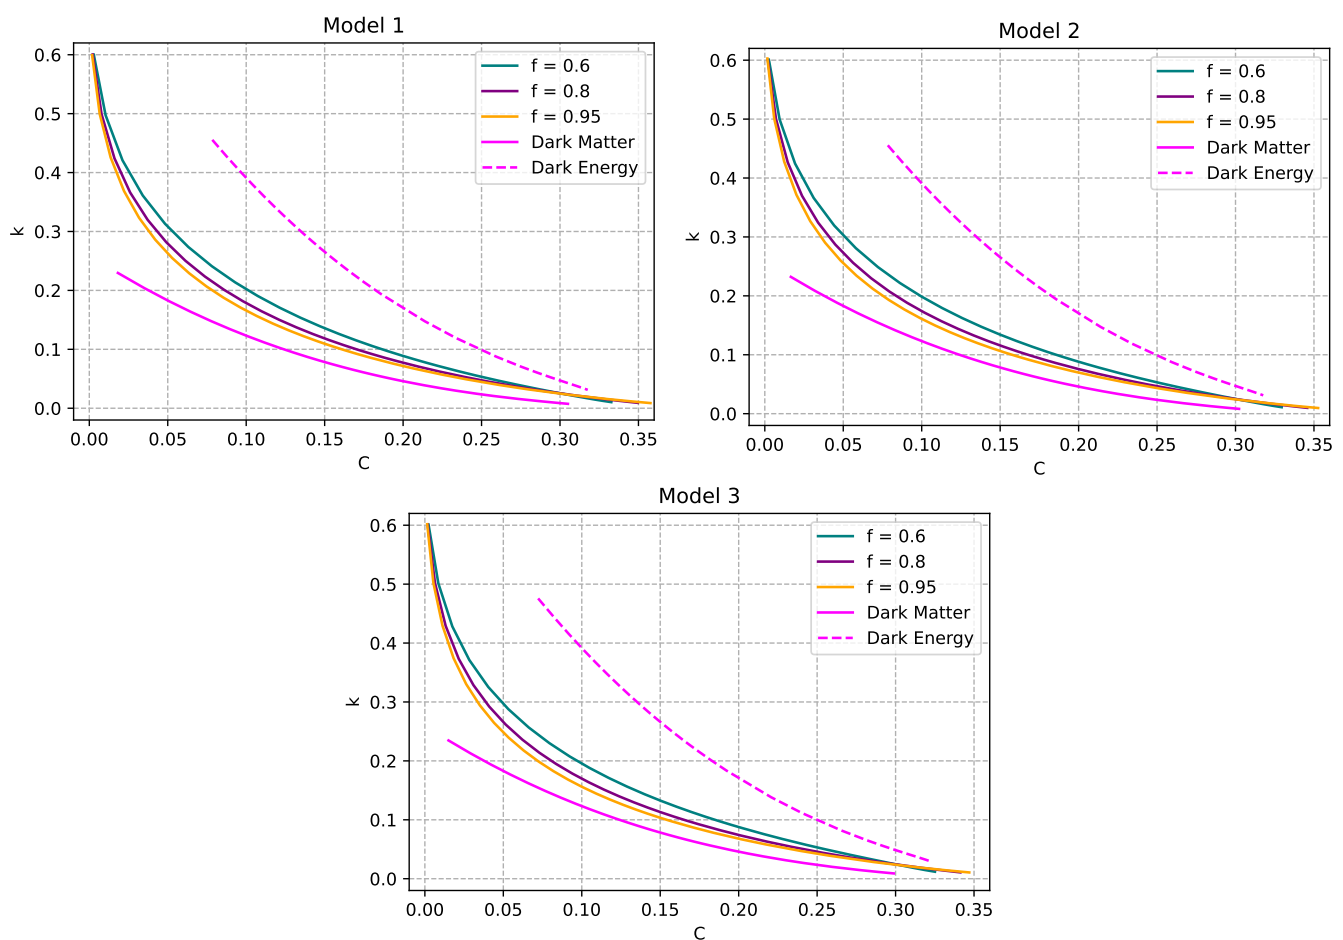 Model 1
0.6
0.5
0.4
0.3
0.2
0.1
0.0
k
f = 0.6
f = 0.8
f = 0.95
Dark Matter
Dark Energy
0.00 0.05 0.10 0.15 0.20 0.25 0.30 0.35
C
Model 2
0.6
0.5
0.4
0.3
0.2
0.1
0.0
k
f = 0.6
f = 0.8
f = 0.95
Dark Matter
Dark Energy
0.00 0.05 0.10 0.15 0.20 0.25 0.30 0.35
C
Model 3
0.6
0.5
0.4
0.3
0.2
0.1
0.0
k
f = 0.6
f = 0.8
f = 0.95
Dark Matter
Dark Energy
0.00 0.05 0.10 0.15 0.20 0.25 0.30 0.35
C